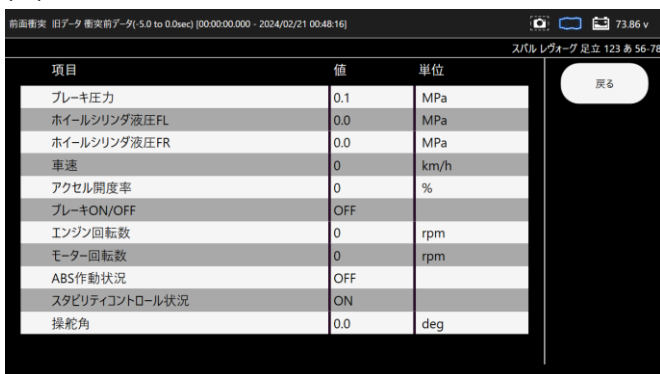 前面衝突 旧データ 衝突前データ(-5.0 to 0.0sec) [00:00:00.000 - 2024/02/21 00:48:16] 73.86 v
スバル レヴォーグ 足立 123 あ 56-78
項目 値 単位
戻る
ブレーキ圧力 0.1 MPa
ホイールシリンダ液圧FL 0.0 MPa
ホイールシリンダ液圧FR 0.0 MPa
車速 0 km/h
アクセル開度率 0 %
ブレーキON/OFF OFF
エンジン回転数 0 rpm
モーター回転数 0 rpm
ABS作動状況 OFF
スタビリティコントロール状況 ON
操舵角 0.0 deg